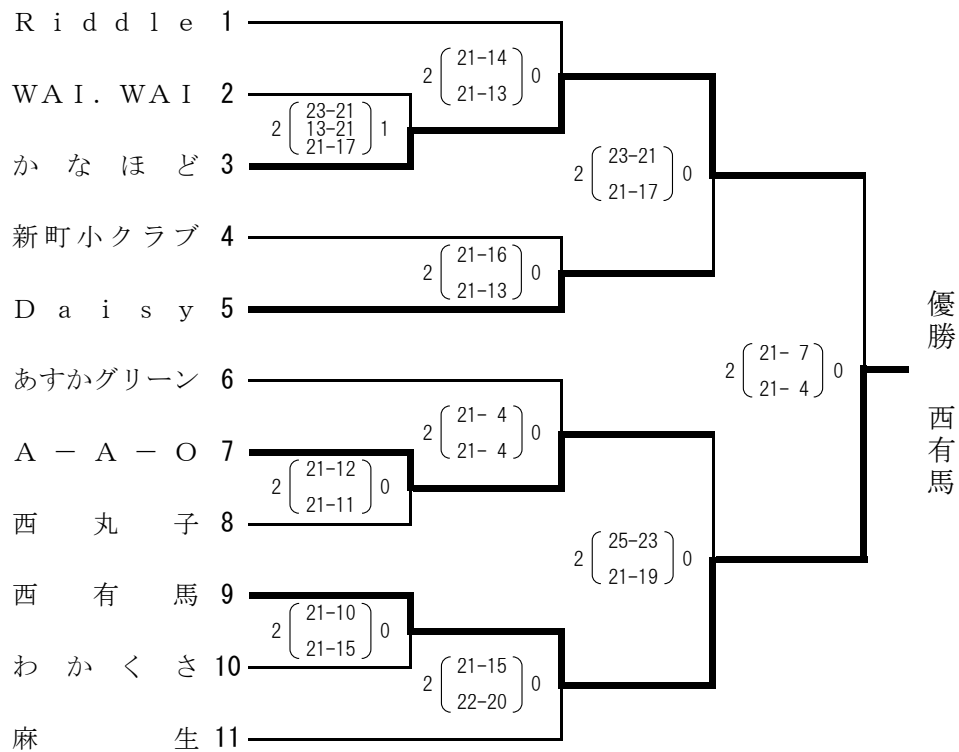 Riddle 1
WAI. WAI 2
かなほど 3
新町小クラブ 4
Daisy 5
あすかグリーン 6
A－A－O 7
西丸子 8
西有馬 9
わかくさ 10
麻生 11
2 23-21 1
13-21
21-17
2 21-12 0
21-11
2 21-10 0
21-15
2 21-14 0
21-13
2 21-16 0
21-13
2 21- 4 0
21- 4
2 21-15 0
22-20
2 23-21 0
21-17
2 25-23 0
21-19
2 21- 7 0
21- 4
優勝 西有馬